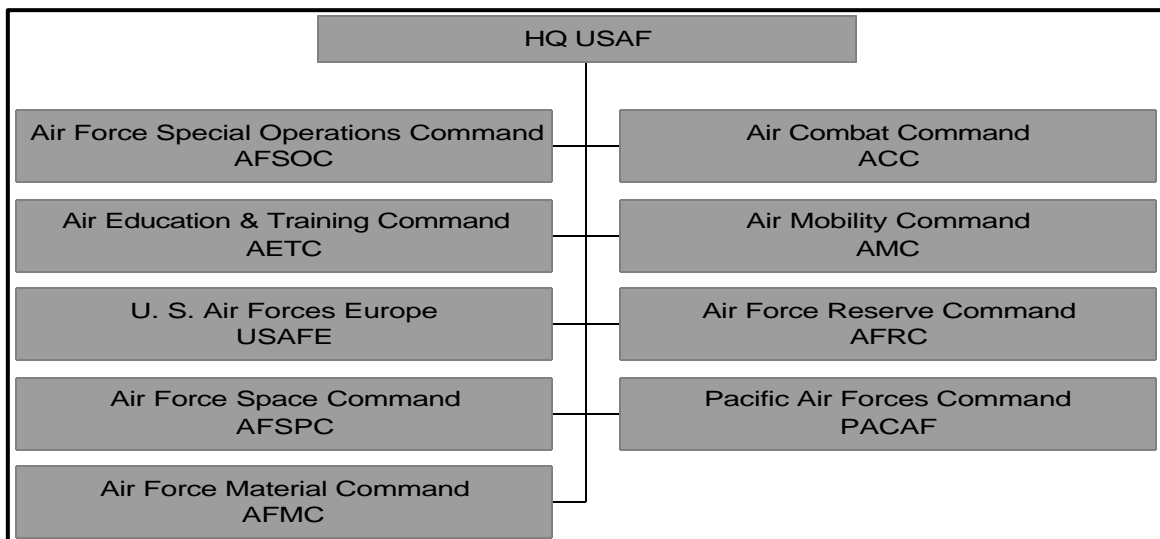 HQ USAF
Air Force Special Operations Command
AFSOC
Air Combat Command
ACC
Air Education & Training Command
AETC
Air Mobility Command
AMC
U. S. Air Forces Europe
USAFE
Air Force Reserve Command
AFRC
Air Force Space Command
AFSPC
Pacific Air Forces Command
PACAF
Air Force Material Command
AFMC